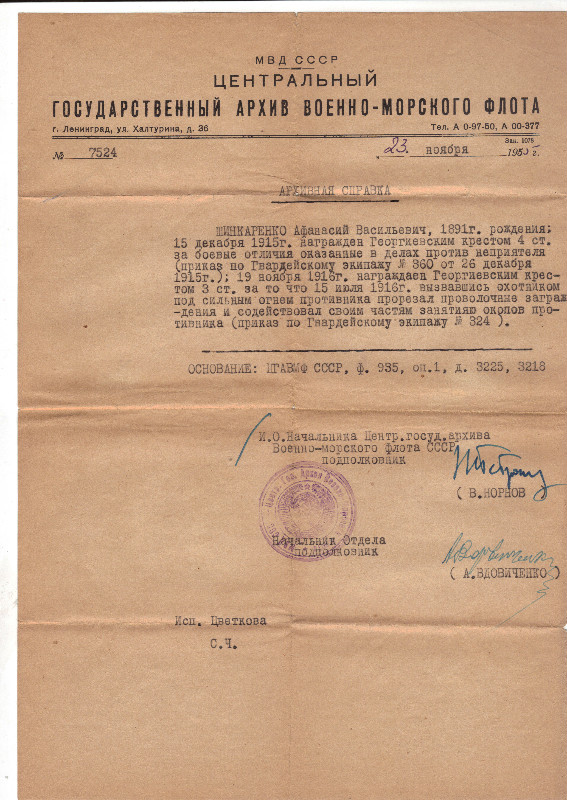 МВД СССР
ЦЕНТРАЛЬНЫЙ
ГОСУДАРСТВЕННЫЙ АРХИВ ВОЕННО-МОРСКОГО ФЛОТА
г. Ленинград, ул. Халтурина, д. 36 Тел. А 0-97-50, А 00-377
Зак. 1075
№ 7524 23 ноября 1955 г.
АРХИВНАЯ СПРАВКА
ШИНКАРЕНКО Афанасий Васильевич, 1891г. рождения;
15 декабря 1915г. награжден Георгиевским крестом 4 ст.
за боевые отличия оказанные в делах против неприятеля
(приказ по Гвардейскому экипажу № 360 от 26 декабря
1915г.); 19 ноября 1916г. награжден Георгиевским крес-
том 3 ст. за то что 15 июля 1916г. вызвавшись охотником
под сильным огнем противника прорезал проволочные заграж
-дения и содействовал своим частям занятию окопов про-
тивника (приказ по Гвардейскому экипажу № 324 ).
ОСНОВАНИЕ: ЦГАВМФ СССР, ф. 935, оп.1, д. 3225, 3218
И.О.Начальника Центр.госуд.архива
Военно-морского флота СССР
подполковник
( В.НОРНОВ
Начальник Отдела
подполковник
( А.ВДОВИЧЕНКО)
Исп. Цветкова
С.Ч.